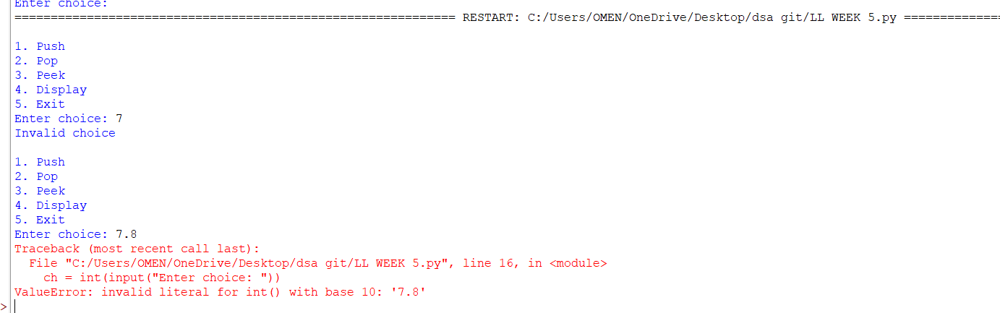 Enter choice:
============================================================= RESTART: C:/Users/OMEN/OneDrive/Desktop/dsa git/LL WEEK 5.py ==============
1. Push
2. Pop
3. Peek
4. Display
5. Exit
Enter choice: 7
Invalid choice
1. Push
2. Pop
3. Peek
4. Display
5. Exit
Enter choice: 7.8
Traceback (most recent call last):
  File "C:/Users/OMEN/OneDrive/Desktop/dsa git/LL WEEK 5.py", line 16, in <module>
    ch = int(input("Enter choice: "))
ValueError: invalid literal for int() with base 10: '7.8'
>